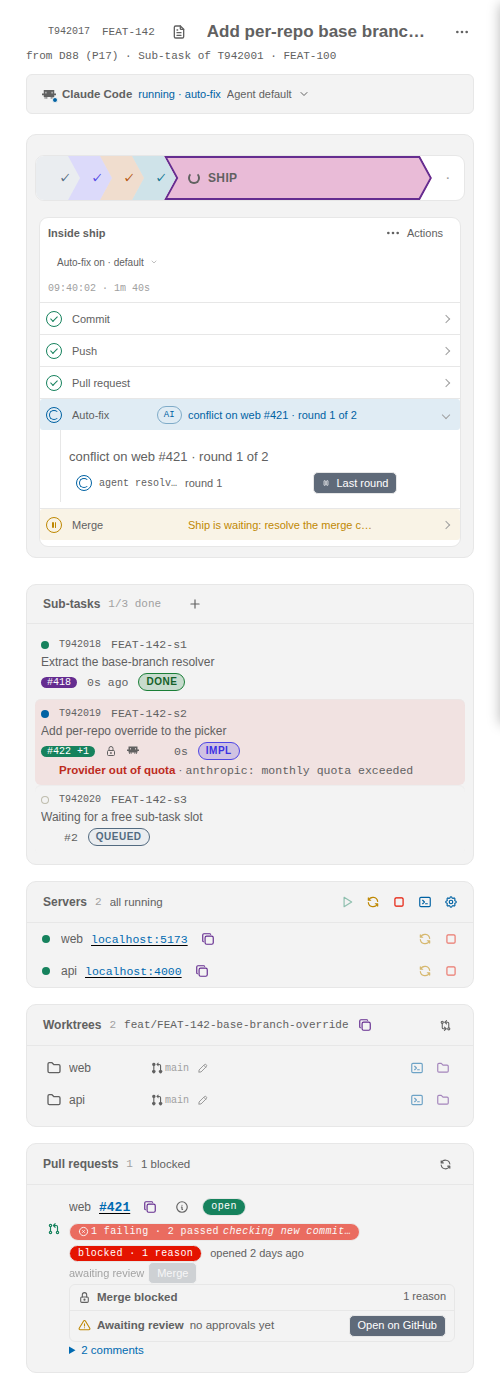 T942017 FEAT-142 Add per-repo base branc…
from D88 (P17) · Sub-task of T942001 · FEAT-100
Claude Code running · auto-fix Agent default
SHIP
Inside ship Actions
Auto-fix on · default
09:40:02 · 1m 40s
Commit
Push
Pull request
Auto-fix AI conflict on web #421 · round 1 of 2
conflict on web #421 · round 1 of 2
agent resolv… round 1 Last round
Merge Ship is waiting: resolve the merge c…
Sub-tasks 1/3 done
T942018 FEAT-142-s1
Extract the base-branch resolver
#418 0s ago DONE
T942019 FEAT-142-s2
Add per-repo override to the picker
#422 +1 0s IMPL
Provider out of quota · anthropic: monthly quota exceeded
T942020 FEAT-142-s3
Waiting for a free sub-task slot
#2 QUEUED
Servers 2 all running
web localhost:5173
api localhost:4000
Worktrees 2 feat/FEAT-142-base-branch-override
web main
api main
Pull requests 1 1 blocked
web #421 open
1 failing · 2 passed checking new commit…
blocked · 1 reason opened 2 days ago
awaiting review Merge
Merge blocked 1 reason
Awaiting review no approvals yet Open on GitHub
2 comments